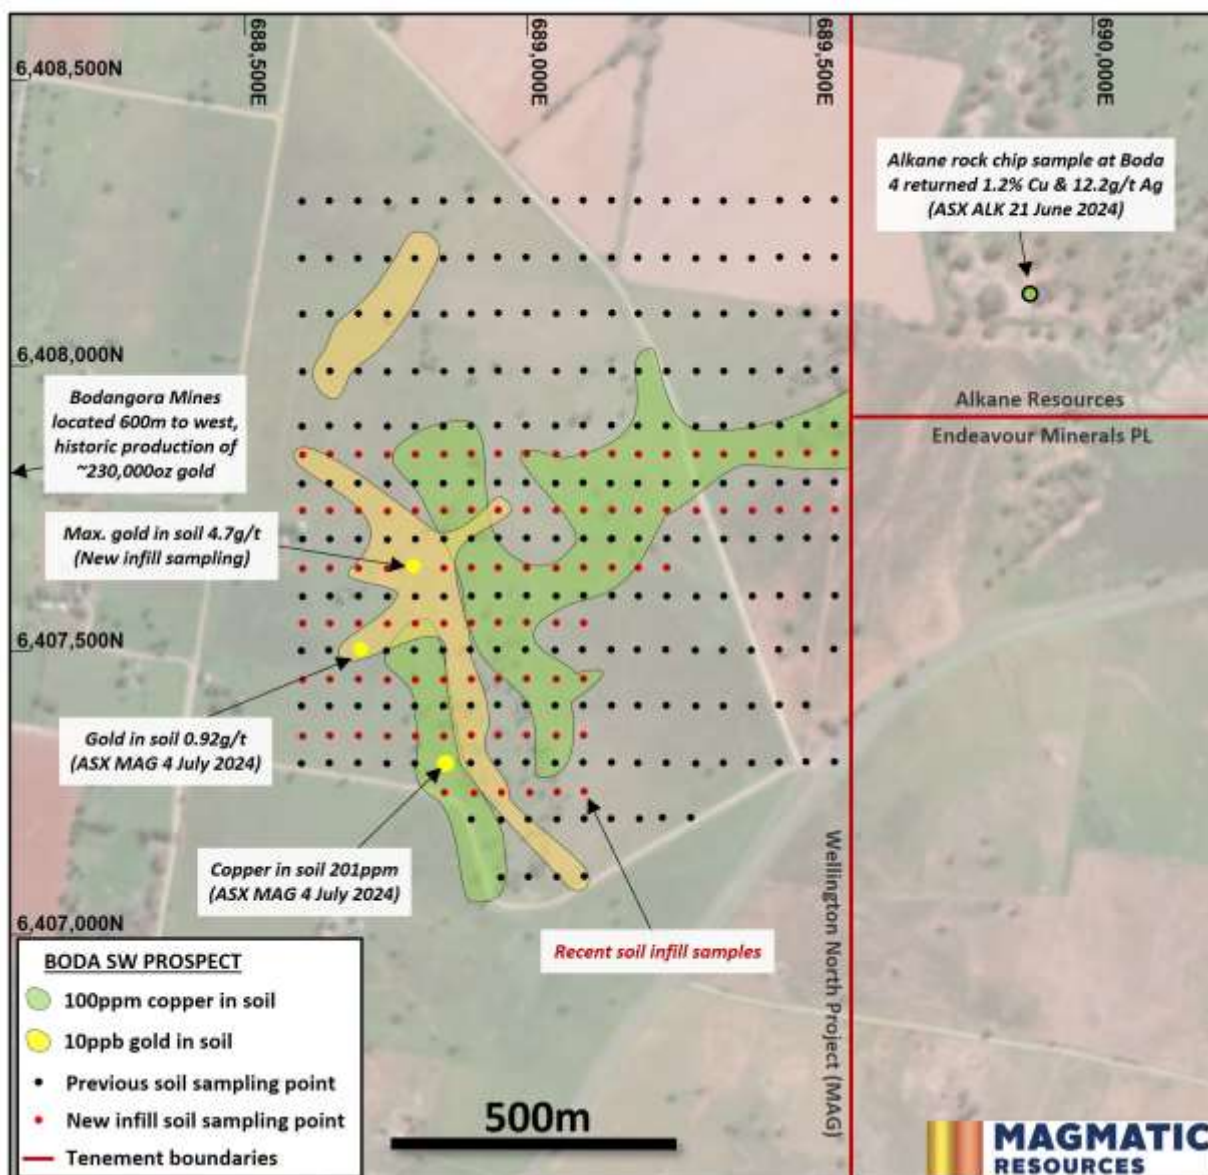 688,500E
689,000E
689,500E
690,000E
6,408,500N
Alkane rock chip sample at Boda
4 returned 1.2% Cu & 12.2g/t Ag
(ASX ALK 21 June 2024)
6,408,000N
Bodangora Mines
located 600m to west,
historic production of
~230,000oz gold
Alkane Resources
Endeavour Minerals PL
Max. gold in soil 4.7g/t
(New infill sampling)
6,407,500N
Gold in soil 0.92g/t
(ASX MAG 4 July 2024)
Copper in soil 201ppm
(ASX MAG 4 July 2024)
Wellington North Project (MAG)
6,407,000N
Recent soil infill samples
BODA SW PROSPECT
100ppm copper in soil
10ppb gold in soil
Previous soil sampling point
New infill soil sampling point
Tenement boundaries
500m
MAGMATIC
RESOURCES